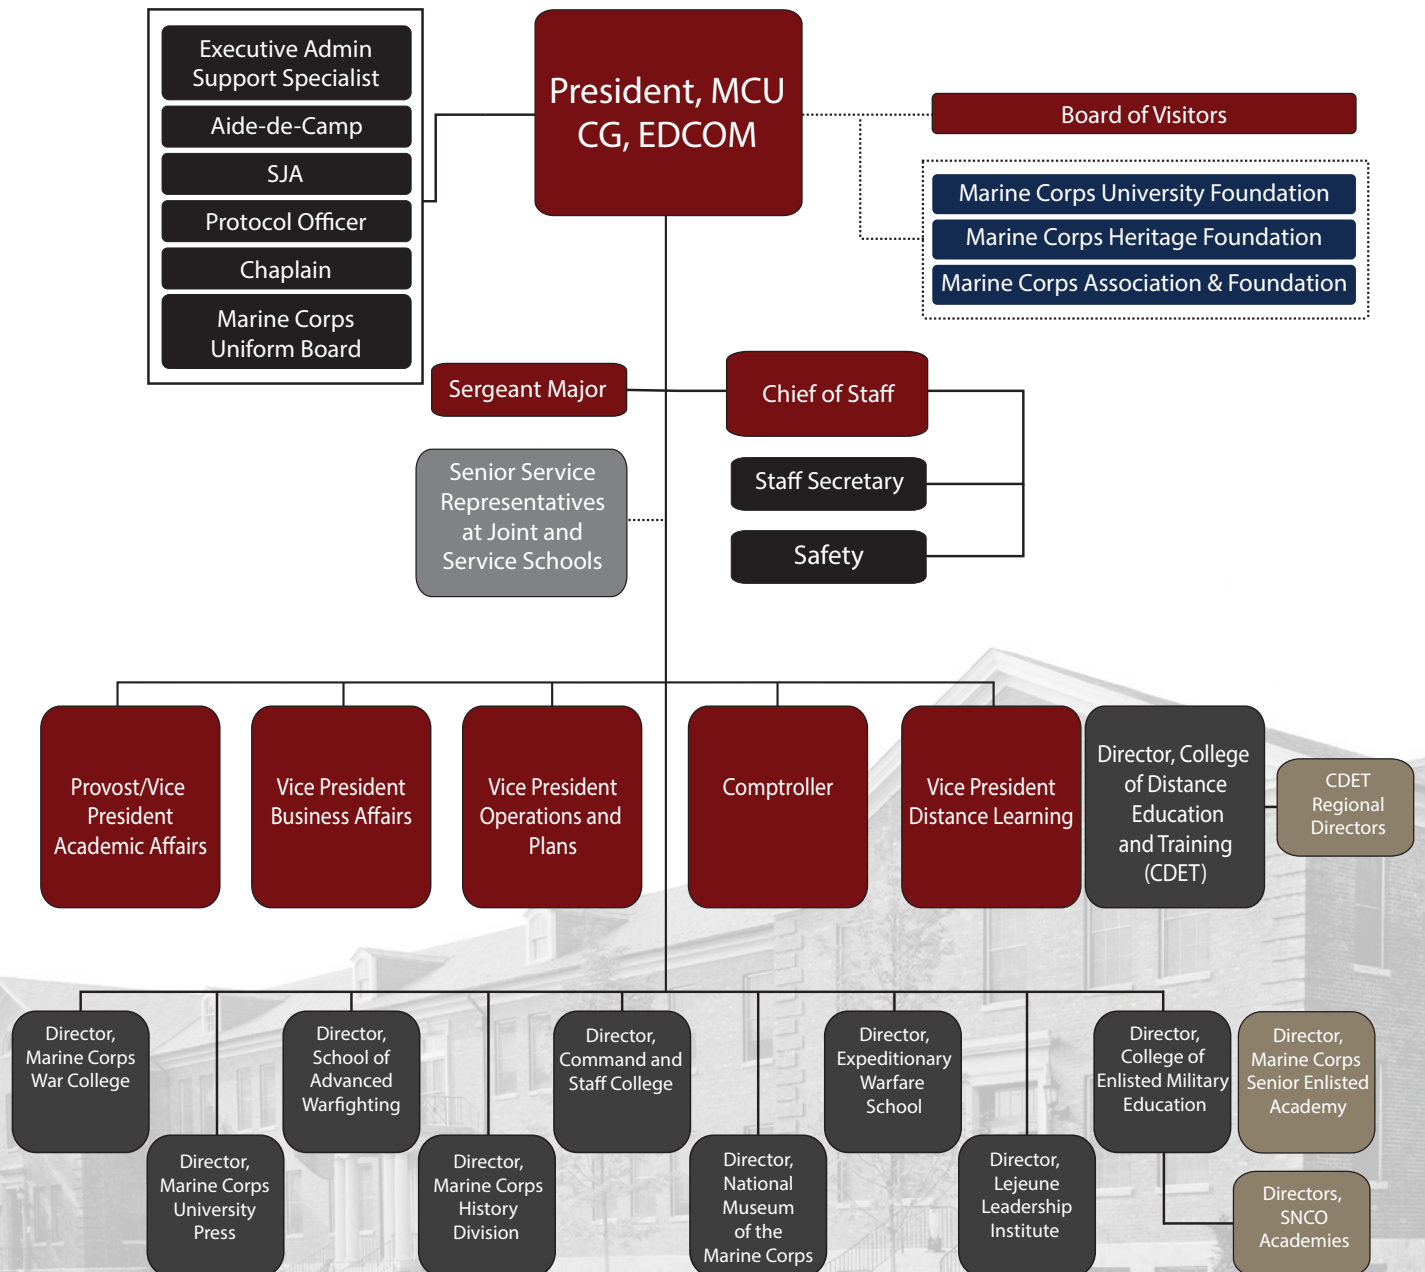 Executive Admin
Support Specialist
Aide-de-Camp
SJA
Protocol Officer
Chaplain
Marine Corps
Uniform Board
President, MCU
CG, EDCOM
Board of Visitors
Marine Corps University Foundation
Marine Corps Heritage Foundation
Marine Corps Association & Foundation
Sergeant Major
Chief of Staff
Senior Service
Representatives
at Joint and
Service Schools
Staff Secretary
Safety
Provost/Vice
President
Academic Affairs
Vice President
Business Affairs
Vice President
Operations and
Plans
Comptroller
Vice President
Distance Learning
Director, College
of Distance
Education
and Training
(CDET)
CDET
Regional
Directors
Director,
Marine Corps
War College
Director,
Marine Corps
University
Press
Director,
School of
Advanced
Warfighting
Director,
Marine Corps
History
Division
Director,
Command and
Staff College
Director,
National
Museum
of the
Marine Corps
Director,
Expeditionary
Warfare
School
Director,
Lejeune
Leadership
Institute
Director,
College of
Enlisted Military
Education
Director,
Marine Corps
Senior Enlisted
Academy
Directors,
SNCO
Academies